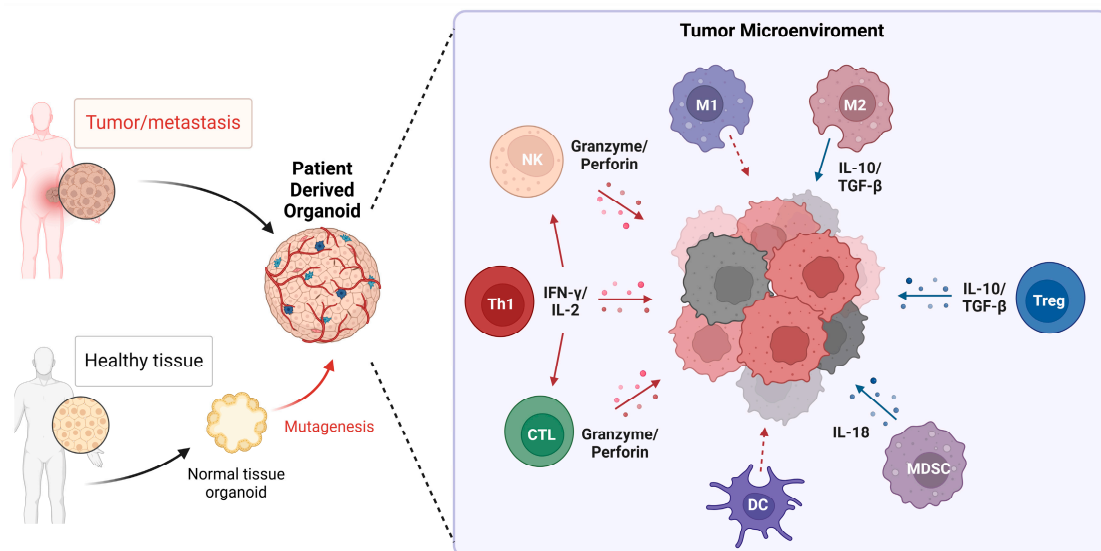 Tumor Microenviroment
Tumor/metastasis
Patient
Derived
Organoid
Healthy tissue
Mutagenesis
Normal tissue
organoid
M1
M2
NK
Granzyme/
Perforin
IL-10/
TGF-β
Th1
IFN-γ/
IL-2
IL-10/
TGF-β
Treg
CTL
Granzyme/
Perforin
IL-18
MDSC
DC